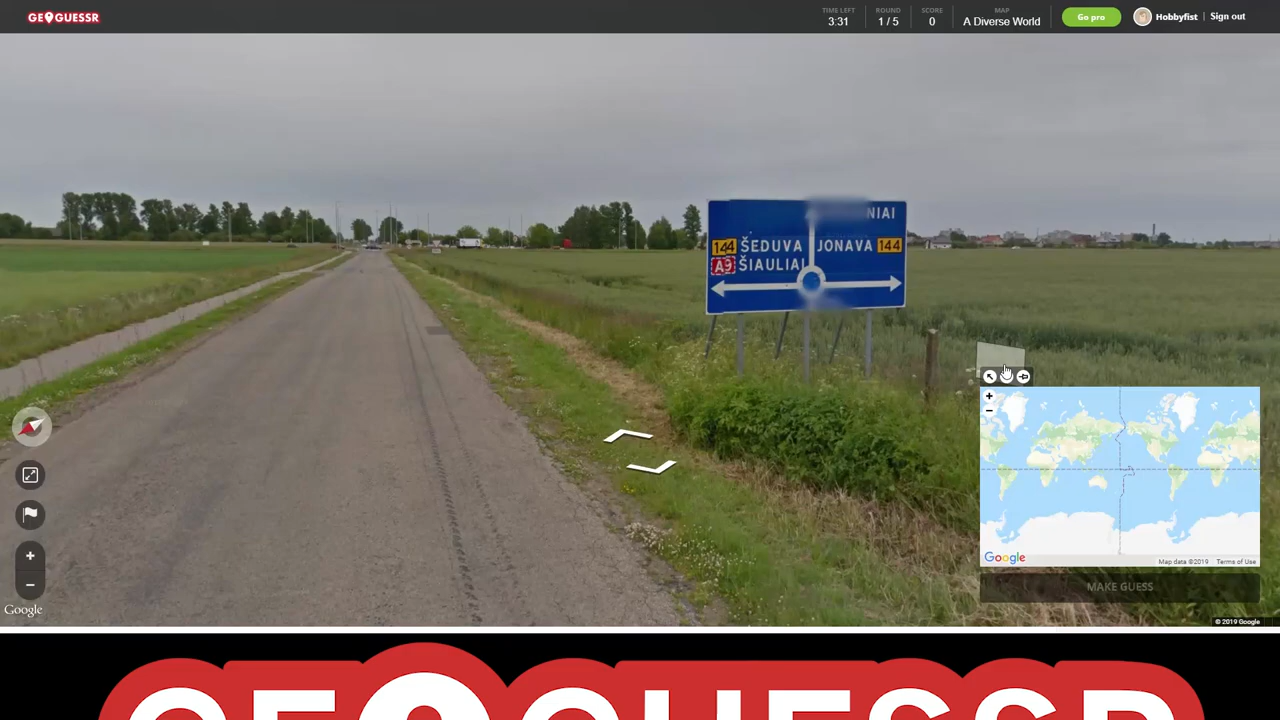 GEOGUESSR
TIME LEFT
3:31
ROUND
1 / 5
SCORE
0
MAP
A Diverse World
Go pro
Hobbyfist
Sign out
NIAI
144 ŠEDUVA
JONAVA 144
A9 ŠIAULIAI
+
−
Google
Map data ©2019
Terms of Use
MAKE GUESS
+
−
Google
© 2019 Google
GEOGUESSR